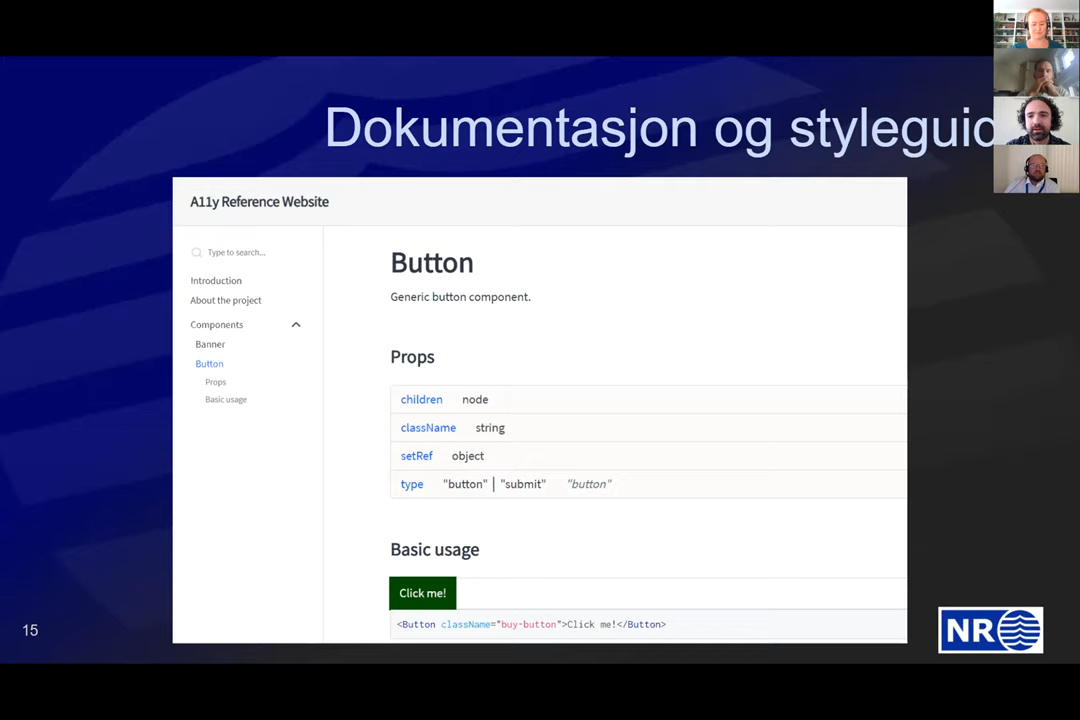 Dokumentasjon og styleguid
A11y Reference Website
Type to search...
Introduction
About the project
Components
Banner
Button
Props
Basic usage
Button
Generic button component.
Props
children node
className string
setRef object
type "button" | "submit" "button"
Basic usage
Click me!
<Button className="buy-button">Click me!</Button>
15
NR